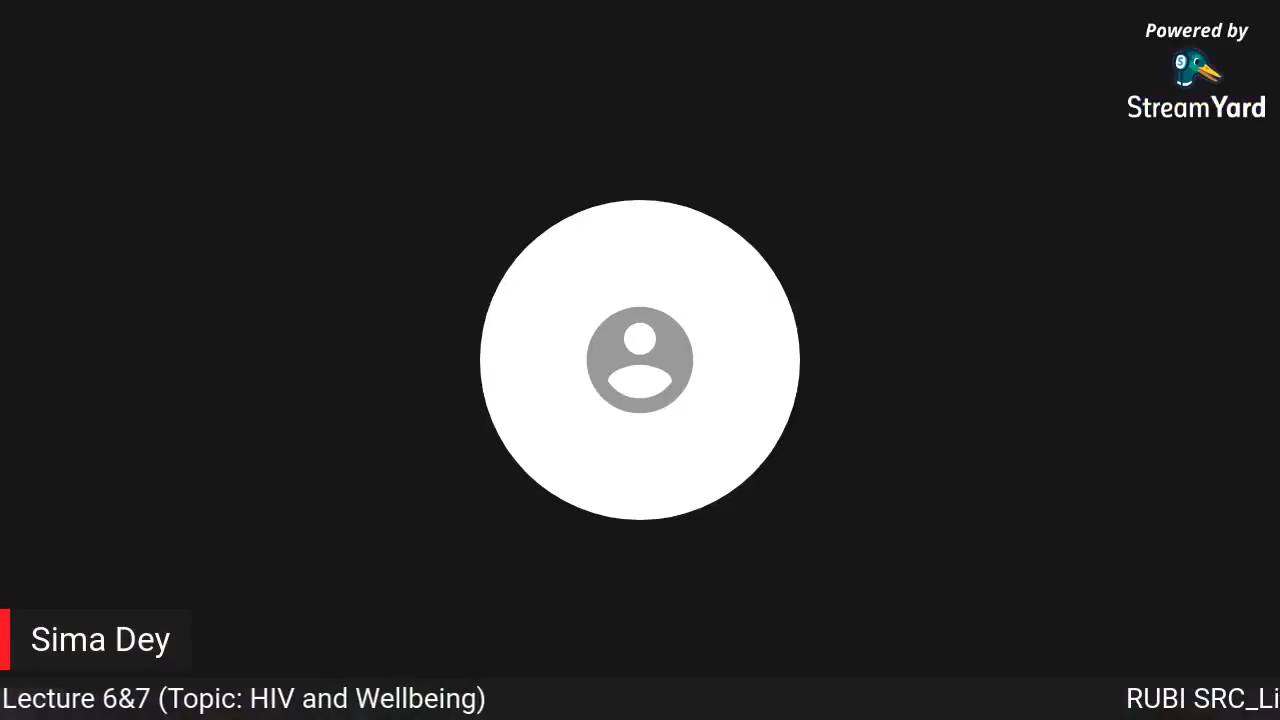 Powered by
StreamYard
Sima Dey
Lecture 6&7 (Topic: HIV and Wellbeing)
RUBI SRC_Li